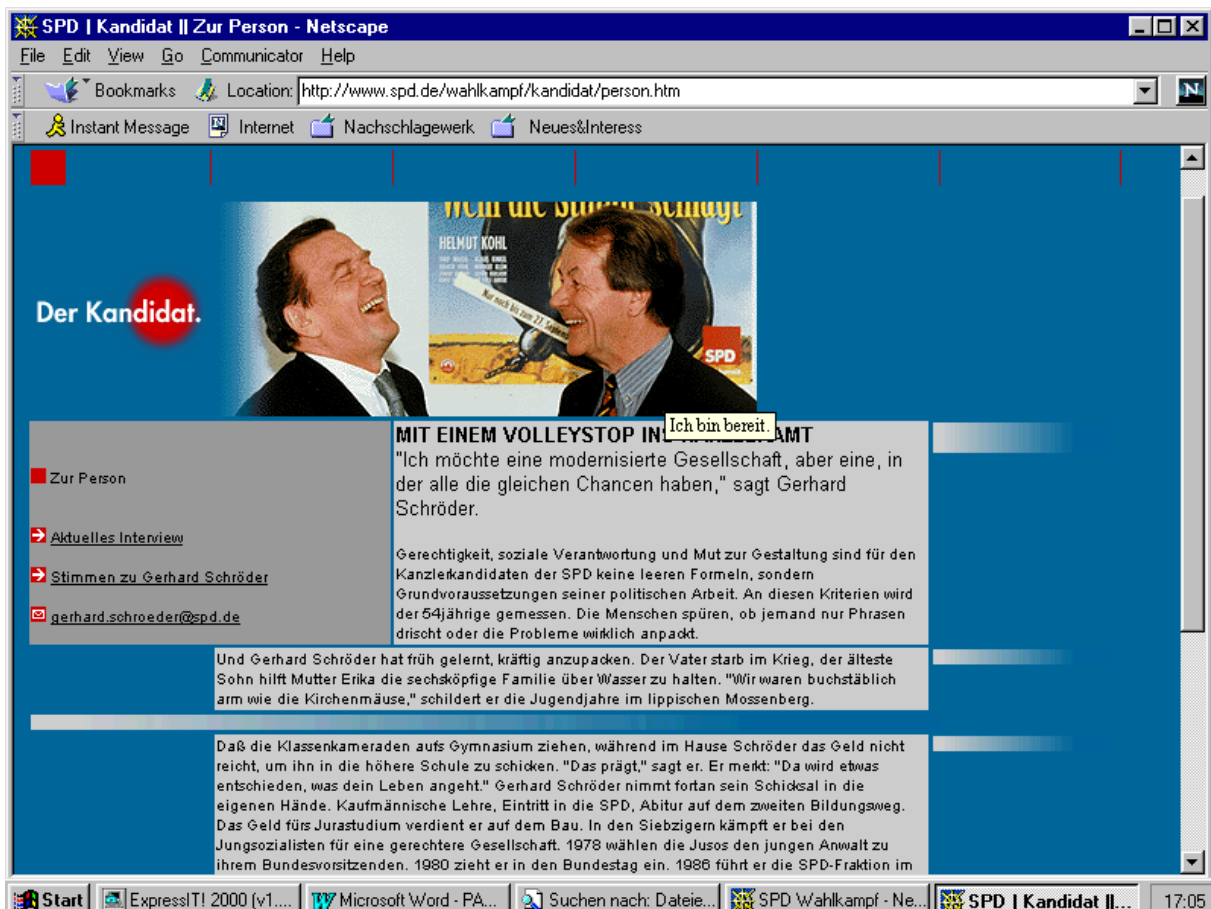 SPD | Kandidat || Zur Person - Netscape
File Edit View Go Communicator Help
Bookmarks Location: http://www.spd.de/wahlkampf/kandidat/person.htm N
Instant Message Internet Nachschlagewerk Neues&Interess
Wem die Stunde schlägt
HELMUT KOHL
Nur noch bis zum 27. September
SPD
Der Kandidat.
Ich bin bereit.
MIT EINEM VOLLEYSTOP INS AMT
"Ich möchte eine modernisierte Gesellschaft, aber eine, in
der alle die gleichen Chancen haben," sagt Gerhard
Schröder.
Zur Person
Aktuelles Interview
Stimmen zu Gerhard Schröder
gerhard.schroeder@spd.de
Gerechtigkeit, soziale Verantwortung und Mut zur Gestaltung sind für den
Kanzlerkandidaten der SPD keine leeren Formeln, sondern
Grundvoraussetzungen seiner politischen Arbeit. An diesen Kriterien wird
der 54jährige gemessen. Die Menschen spüren, ob jemand nur Phrasen
drischt oder die Probleme wirklich anpackt.
Und Gerhard Schröder hat früh gelernt, kräftig anzupacken. Der Vater starb im Krieg, der älteste
Sohn hilft Mutter Erika die sechsköpfige Familie über Wasser zu halten. "Wir waren buchstäblich
arm wie die Kirchenmäuse," schildert er die Jugendjahre im lippischen Mossenberg.
Daß die Klassenkameraden aufs Gymnasium ziehen, während im Hause Schröder das Geld nicht
reicht, um ihn in die höhere Schule zu schicken. "Das prägt," sagt er. Er merkt: "Da wird etwas
entschieden, was dein Leben angeht." Gerhard Schröder nimmt fortan sein Schicksal in die
eigenen Hände. Kaufmännische Lehre, Eintritt in die SPD, Abitur auf dem zweiten Bildungsweg.
Das Geld fürs Jurastudium verdient er auf dem Bau. In den Siebzigern kämpft er bei den
Jungsozialisten für eine gerechtere Gesellschaft. 1978 wählen die Jusos den jungen Anwalt zu
ihrem Bundesvorsitzenden. 1980 zieht er in den Bundestag ein. 1986 führt er die SPD-Fraktion im
Start ExpressIT! 2000 (v1.... Microsoft Word - PA... Suchen nach: Dateie... SPD Wahlkampf - Ne... SPD | Kandidat ||... 17:05